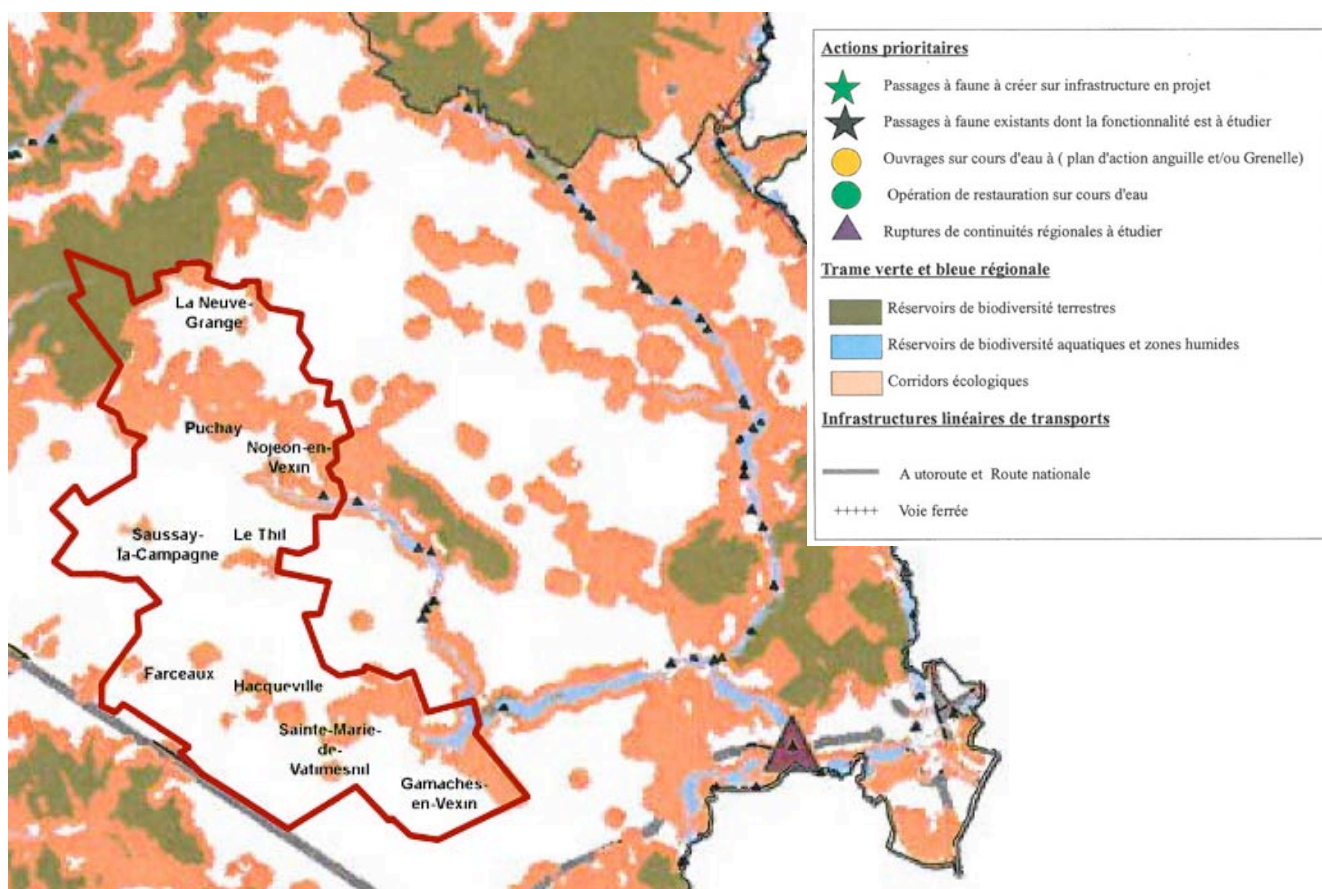 La Neuve-
Grange
Puchay
Nojeon-en-
Vexin
Saussay-
la-Campagne
Le Thil
Farceaux
Hacqueville
Sainte-Marie-
de-
Vatimesnil
Gamaches-
en-Vexin
Actions prioritaires
Passages à faune à créer sur infrastructure en projet
Passages à faune existants dont la fonctionnalité est à étudier
Ouvrages sur cours d'eau à ( plan d'action anguille et/ou Grenelle)
Opération de restauration sur cours d'eau
Ruptures de continuités régionales à étudier
Trame verte et bleue régionale
Réservoirs de biodiversité terrestres
Réservoirs de biodiversité aquatiques et zones humides
Corridors écologiques
Infrastructures linéaires de transports
A utoroute et Route nationale
Voie ferrée